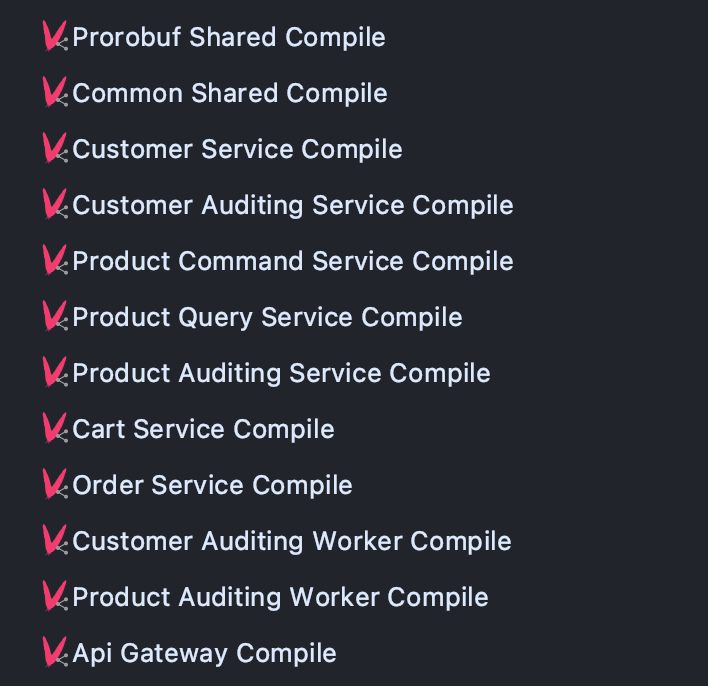 Prorobuf Shared Compile
Common Shared Compile
Customer Service Compile
Customer Auditing Service Compile
Product Command Service Compile
Product Query Service Compile
Product Auditing Service Compile
Cart Service Compile
Order Service Compile
Customer Auditing Worker Compile
Product Auditing Worker Compile
Api Gateway Compile